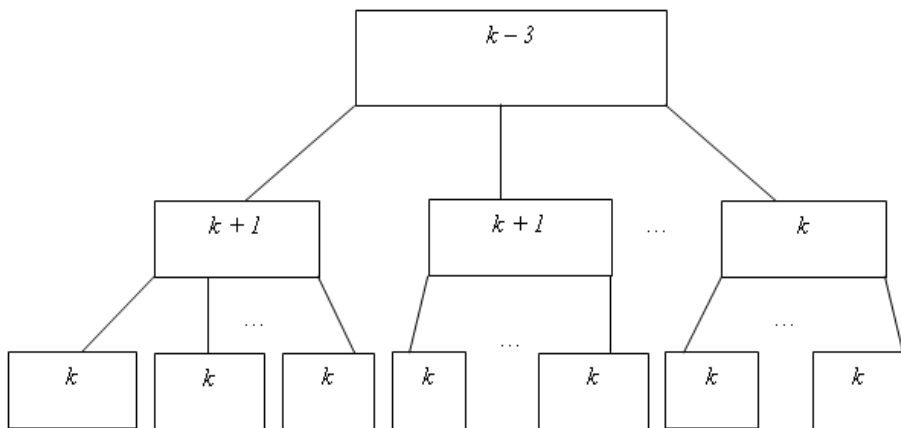 k − 3
k + 1 k + 1 ... k
... ... ...
k k k k k k k